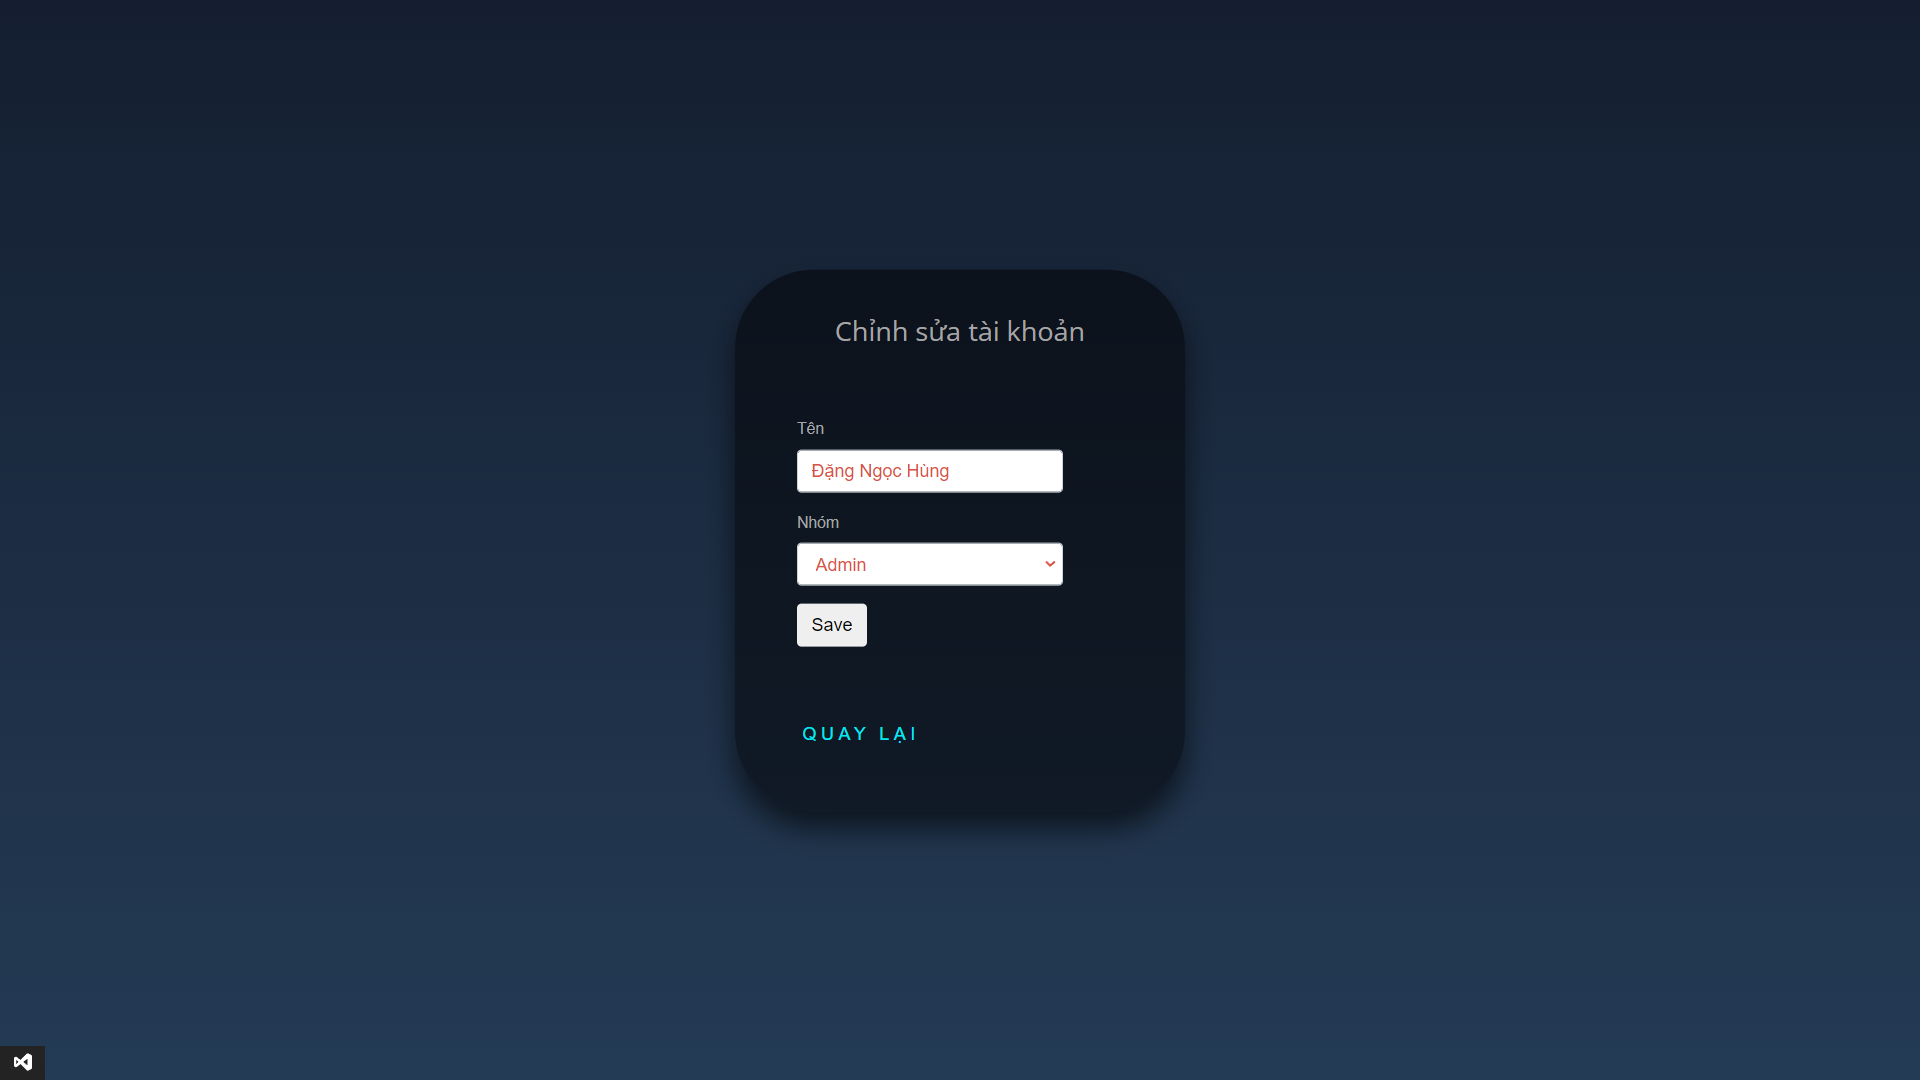 Chỉnh sửa tài khoản
Tên
Đặng Ngọc Hùng
Nhóm
Admin
Save
QUAY LẠI